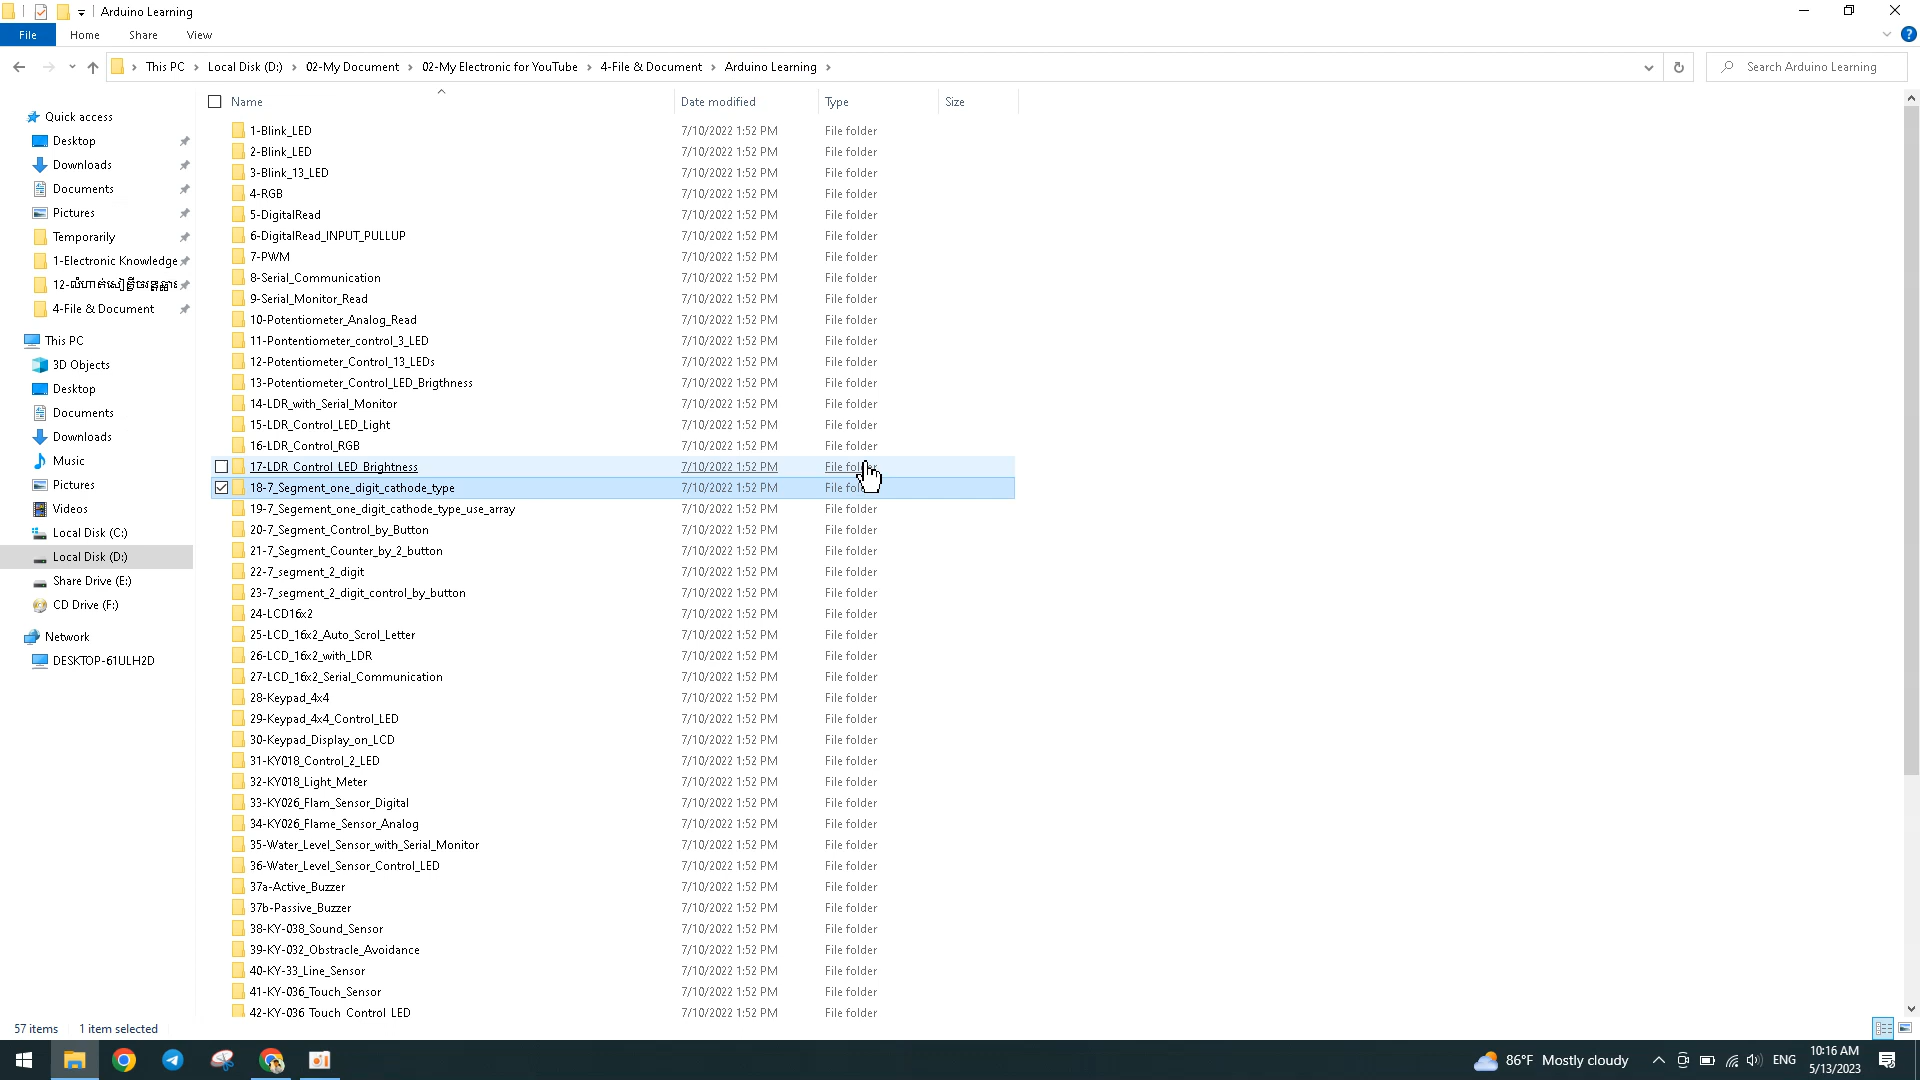 Arduino Learning
File Home Share View
This PC Local Disk (D:) 02-My Document 02-My Electronic for YouTube 4-File & Document Arduino Learning
Search Arduino Learning
Name Date modified Type Size
Quick access
Desktop
Downloads
Documents
Pictures
Temporarily
1-Electronic Knowledge
4-File & Document
This PC
3D Objects
Desktop
Documents
Downloads
Music
Pictures
Videos
Local Disk (C:)
Local Disk (D:)
Share Drive (E:)
CD Drive (F:)
Network
DESKTOP-61ULH2D
1-Blink_LED 7/10/2022 1:52 PM File folder
2-Blink_LED 7/10/2022 1:52 PM File folder
3-Blink_13_LED 7/10/2022 1:52 PM File folder
4-RGB 7/10/2022 1:52 PM File folder
5-DigitalRead 7/10/2022 1:52 PM File folder
6-DigitalRead_INPUT_PULLUP 7/10/2022 1:52 PM File folder
7-PWM 7/10/2022 1:52 PM File folder
8-Serial_Communication 7/10/2022 1:52 PM File folder
9-Serial_Monitor_Read 7/10/2022 1:52 PM File folder
10-Potentiometer_Analog_Read 7/10/2022 1:52 PM File folder
11-Pontentiometer_control_3_LED 7/10/2022 1:52 PM File folder
12-Potentiometer_Control_13_LEDs 7/10/2022 1:52 PM File folder
13-Potentiometer_Control_LED_Brigthness 7/10/2022 1:52 PM File folder
14-LDR_with_Serial_Monitor 7/10/2022 1:52 PM File folder
15-LDR_Control_LED_Light 7/10/2022 1:52 PM File folder
16-LDR_Control_RGB 7/10/2022 1:52 PM File folder
17-LDR_Control_LED_Brightness 7/10/2022 1:52 PM File folder
18-7_Segment_one_digit_cathode_type 7/10/2022 1:52 PM File folder
19-7_Segement_one_digit_cathode_type_use_array 7/10/2022 1:52 PM File folder
20-7_Segment_Control_by_Button 7/10/2022 1:52 PM File folder
21-7_Segment_Counter_by_2_button 7/10/2022 1:52 PM File folder
22-7_segment_2_digit 7/10/2022 1:52 PM File folder
23-7_segment_2_digit_control_by_button 7/10/2022 1:52 PM File folder
24-LCD16x2 7/10/2022 1:52 PM File folder
25-LCD_16x2_Auto_Scrol_Letter 7/10/2022 1:52 PM File folder
26-LCD_16x2_with_LDR 7/10/2022 1:52 PM File folder
27-LCD_16x2_Serial_Communication 7/10/2022 1:52 PM File folder
28-Keypad_4x4 7/10/2022 1:52 PM File folder
29-Keypad_4x4_Control_LED 7/10/2022 1:52 PM File folder
30-Keypad_Display_on_LCD 7/10/2022 1:52 PM File folder
31-KY018_Control_2_LED 7/10/2022 1:52 PM File folder
32-KY018_Light_Meter 7/10/2022 1:52 PM File folder
33-KY026_Flam_Sensor_Digital 7/10/2022 1:52 PM File folder
34-KY026_Flame_Sensor_Analog 7/10/2022 1:52 PM File folder
35-Water_Level_Sensor_with_Serial_Monitor 7/10/2022 1:52 PM File folder
36-Water_Level_Sensor_Control_LED 7/10/2022 1:52 PM File folder
37a-Active_Buzzer 7/10/2022 1:52 PM File folder
37b-Passive_Buzzer 7/10/2022 1:52 PM File folder
38-KY-038_Sound_Sensor 7/10/2022 1:52 PM File folder
39-KY-032_Obstracle_Avoidance 7/10/2022 1:52 PM File folder
40-KY-33_Line_Sensor 7/10/2022 1:52 PM File folder
41-KY-036_Touch_Sensor 7/10/2022 1:52 PM File folder
42-KY-036_Touch_Control_LED 7/10/2022 1:52 PM File folder
57 items 1 item selected
86°F Mostly cloudy ENG
10:16 AM
5/13/2023